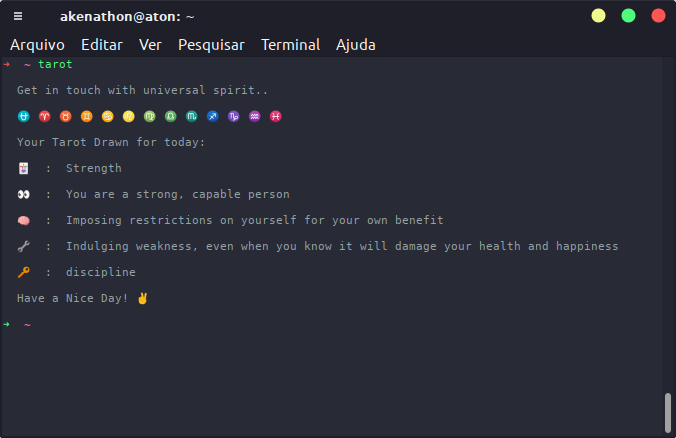 akenathon@aton: ~
Arquivo Editar Ver Pesquisar Terminal Ajuda
➜ ~ tarot
Get in touch with universal spirit..
⛎ ♈ ♉ ♊ ♋ ♌ ♍ ♎ ♏ ♐ ♑ ♒ ♓
Your Tarot Drawn for today:
🃏 : Strength
👀 : You are a strong, capable person
🧠 : Imposing restrictions on yourself for your own benefit
🔧 : Indulging weakness, even when you know it will damage your health and happiness
🔑 : discipline
Have a Nice Day! ✌
➜ ~